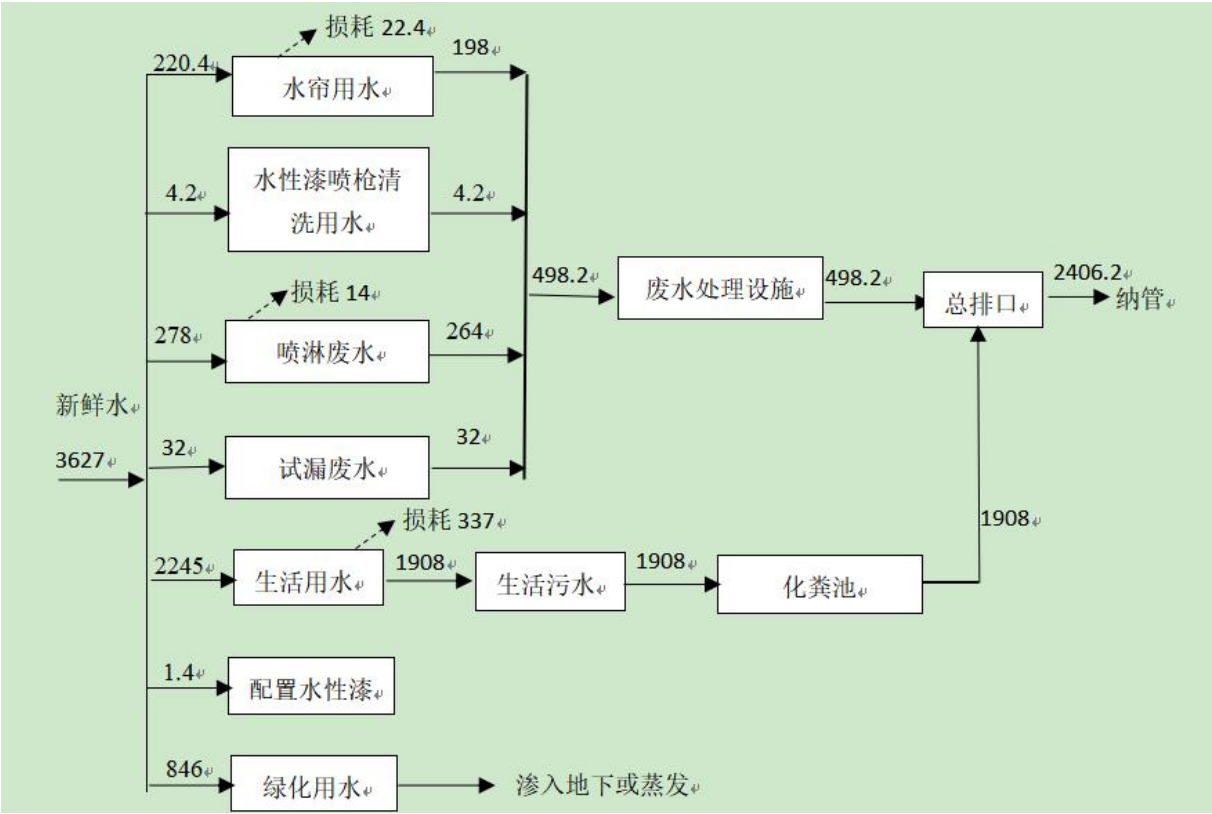 损耗 22.4
220.4
水帘用水
198
4.2
水性漆喷枪清
洗用水
4.2
损耗 14
278
喷淋废水
264
498.2
废水处理设施
498.2
总排口
2406.2
纳管
新鲜水
3627
32
试漏废水
32
损耗 337
2245
生活用水
1908
生活污水
1908
化粪池
1908
1.4
配置水性漆
846
绿化用水
渗入地下或蒸发